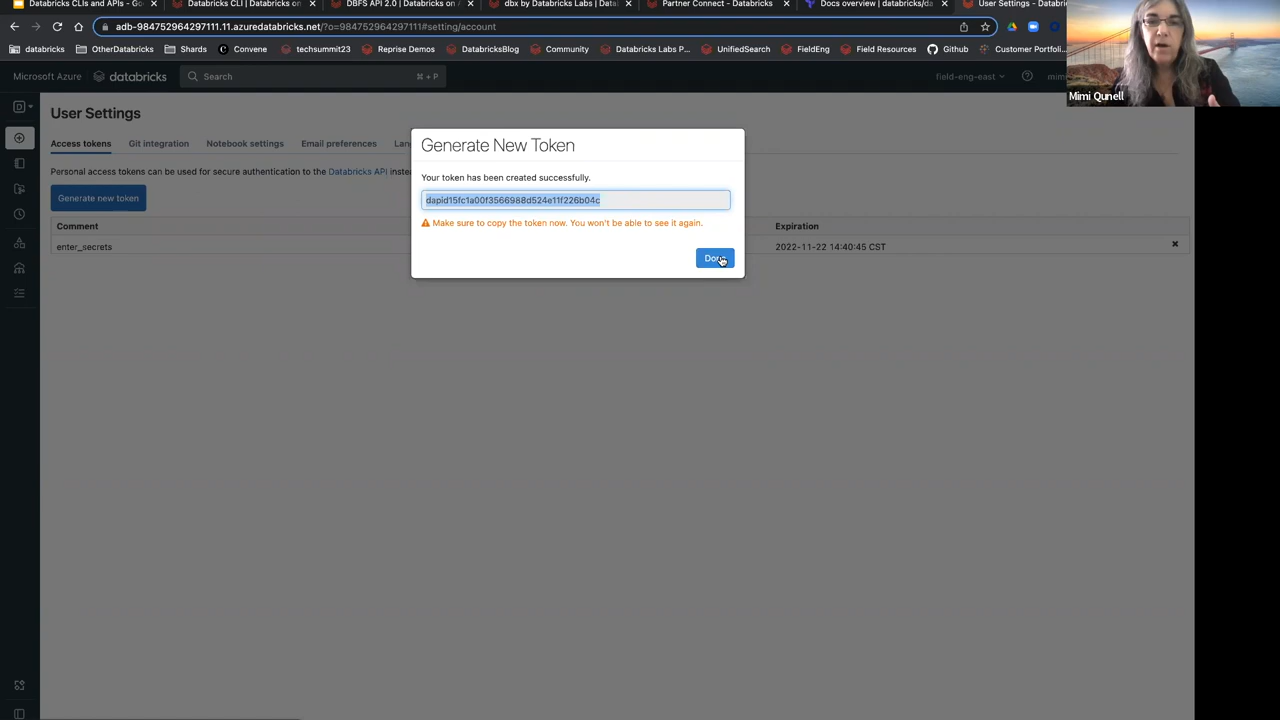 Databricks CLIs and APIs - Go
Databricks CLI | Databricks on
DBFS API 2.0 | Databricks on
dbx by Databricks Labs | Data
Partner Connect - Databricks
Docs overview | databricks/da
User Settings - Databricks
adb-984752964297111.11.azuredatabricks.net/?o=984752964297111#setting/account
databricks
OtherDatabricks
Shards
Convene
techsummit23
Reprise Demos
DatabricksBlog
Community
Databricks Labs P...
UnifiedSearch
FieldEng
Field Resources
Github
Customer Portfoli...
Microsoft Azure
databricks
Search
⌘ + P
field-eng-east
Mimi Qunell
User Settings
Access tokens
Git integration
Notebook settings
Email preferences
Personal access tokens can be used for secure authentication to the Databricks API
Generate new token
Comment
Expiration
enter_secrets
2022-11-22 14:40:45 CST
Generate New Token
Your token has been created successfully.
dapid15fc1a00f3566988d524e11f226b04c
Make sure to copy the token now. You won't be able to see it again.